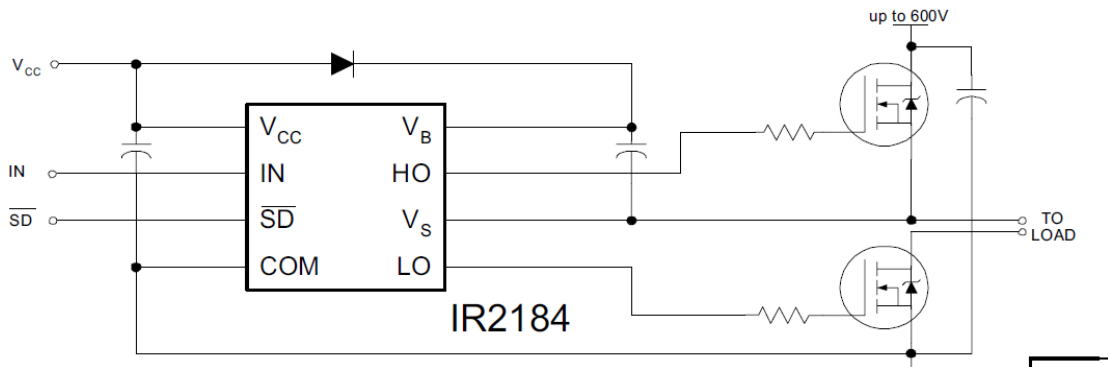 up to 600V
VCC
VCC VB
IN IN HO
SD SD VS
TO
LOAD
COM LO
IR2184